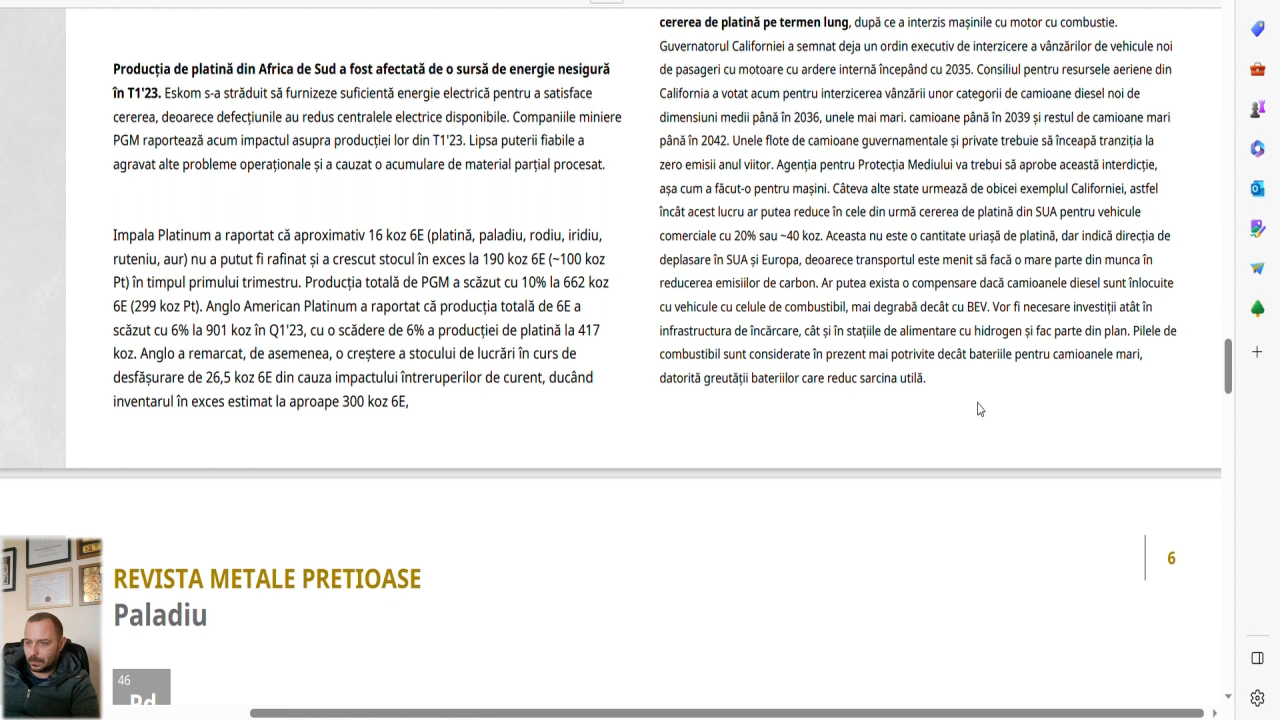 Producția de platină din Africa de Sud a fost afectată de o sursă de energie nesigură
în T1'23. Eskom s-a străduit să furnizeze suficientă energie electrică pentru a satisface
cererea, deoarece defecțiunile au redus centralele electrice disponibile. Companiile miniere
PGM raportează acum impactul asupra producției lor din T1'23. Lipsa puterii fiabile a
agravat alte probleme operaționale și a cauzat o acumulare de material parțial procesat.
Impala Platinum a raportat că aproximativ 16 koz 6E (platină, paladiu, rodiu, iridiu,
ruteniu, aur) nu a putut fi rafinat și a crescut stocul în exces la 190 koz 6E (~100 koz
Pt) în timpul primului trimestru. Producția totală de PGM a scăzut cu 10% la 662 koz
6E (299 koz Pt). Anglo American Platinum a raportat că producția totală de 6E a
scăzut cu 6% la 901 koz în Q1'23, cu o scădere de 6% a producției de platină la 417
koz. Anglo a remarcat, de asemenea, o creștere a stocului de lucrări în curs de
desfășurare de 26,5 koz 6E din cauza impactului întreruperilor de curent, ducând
inventarul în exces estimat la aproape 300 koz 6E,
cererea de platină pe termen lung, după ce a interzis mașinile cu motor cu combustie.
Guvernatorul Californiei a semnat deja un ordin executiv de interzicere a vânzărilor de vehicule noi
de pasageri cu motoare cu ardere internă începând cu 2035. Consiliul pentru resursele aeriene din
California a votat acum pentru interzicerea vânzării unor categorii de camioane diesel noi de
dimensiuni medii până în 2036, unele mai mari. camioane până în 2039 și restul de camioane mari
până în 2042. Unele flote de camioane guvernamentale și private trebuie să înceapă tranziția la
zero emisii anul viitor. Agenția pentru Protecția Mediului va trebui să aprobe această interdicție,
așa cum a făcut-o pentru mașini. Câteva alte state urmează de obicei exemplul Californiei, astfel
încât acest lucru ar putea reduce în cele din urmă cererea de platină din SUA pentru vehicule
comerciale cu 20% sau ~40 koz. Aceasta nu este o cantitate uriașă de platină, dar indică direcția de
deplasare în SUA și Europa, deoarece transportul este menit să facă o mare parte din munca în
reducerea emisiilor de carbon. Ar putea exista o compensare dacă camioanele diesel sunt înlocuite
cu vehicule cu celule de combustibil, mai degrabă decât cu BEV. Vor fi necesare investiții atât în
infrastructura de încărcare, cât și în stațiile de alimentare cu hidrogen și fac parte din plan. Pilele de
combustibil sunt considerate în prezent mai potrivite decât bateriile pentru camioanele mari,
datorită greutății bateriilor care reduc sarcina utilă.
6
REVISTA METALE PRETIOASE
Paladiu
46
Pd